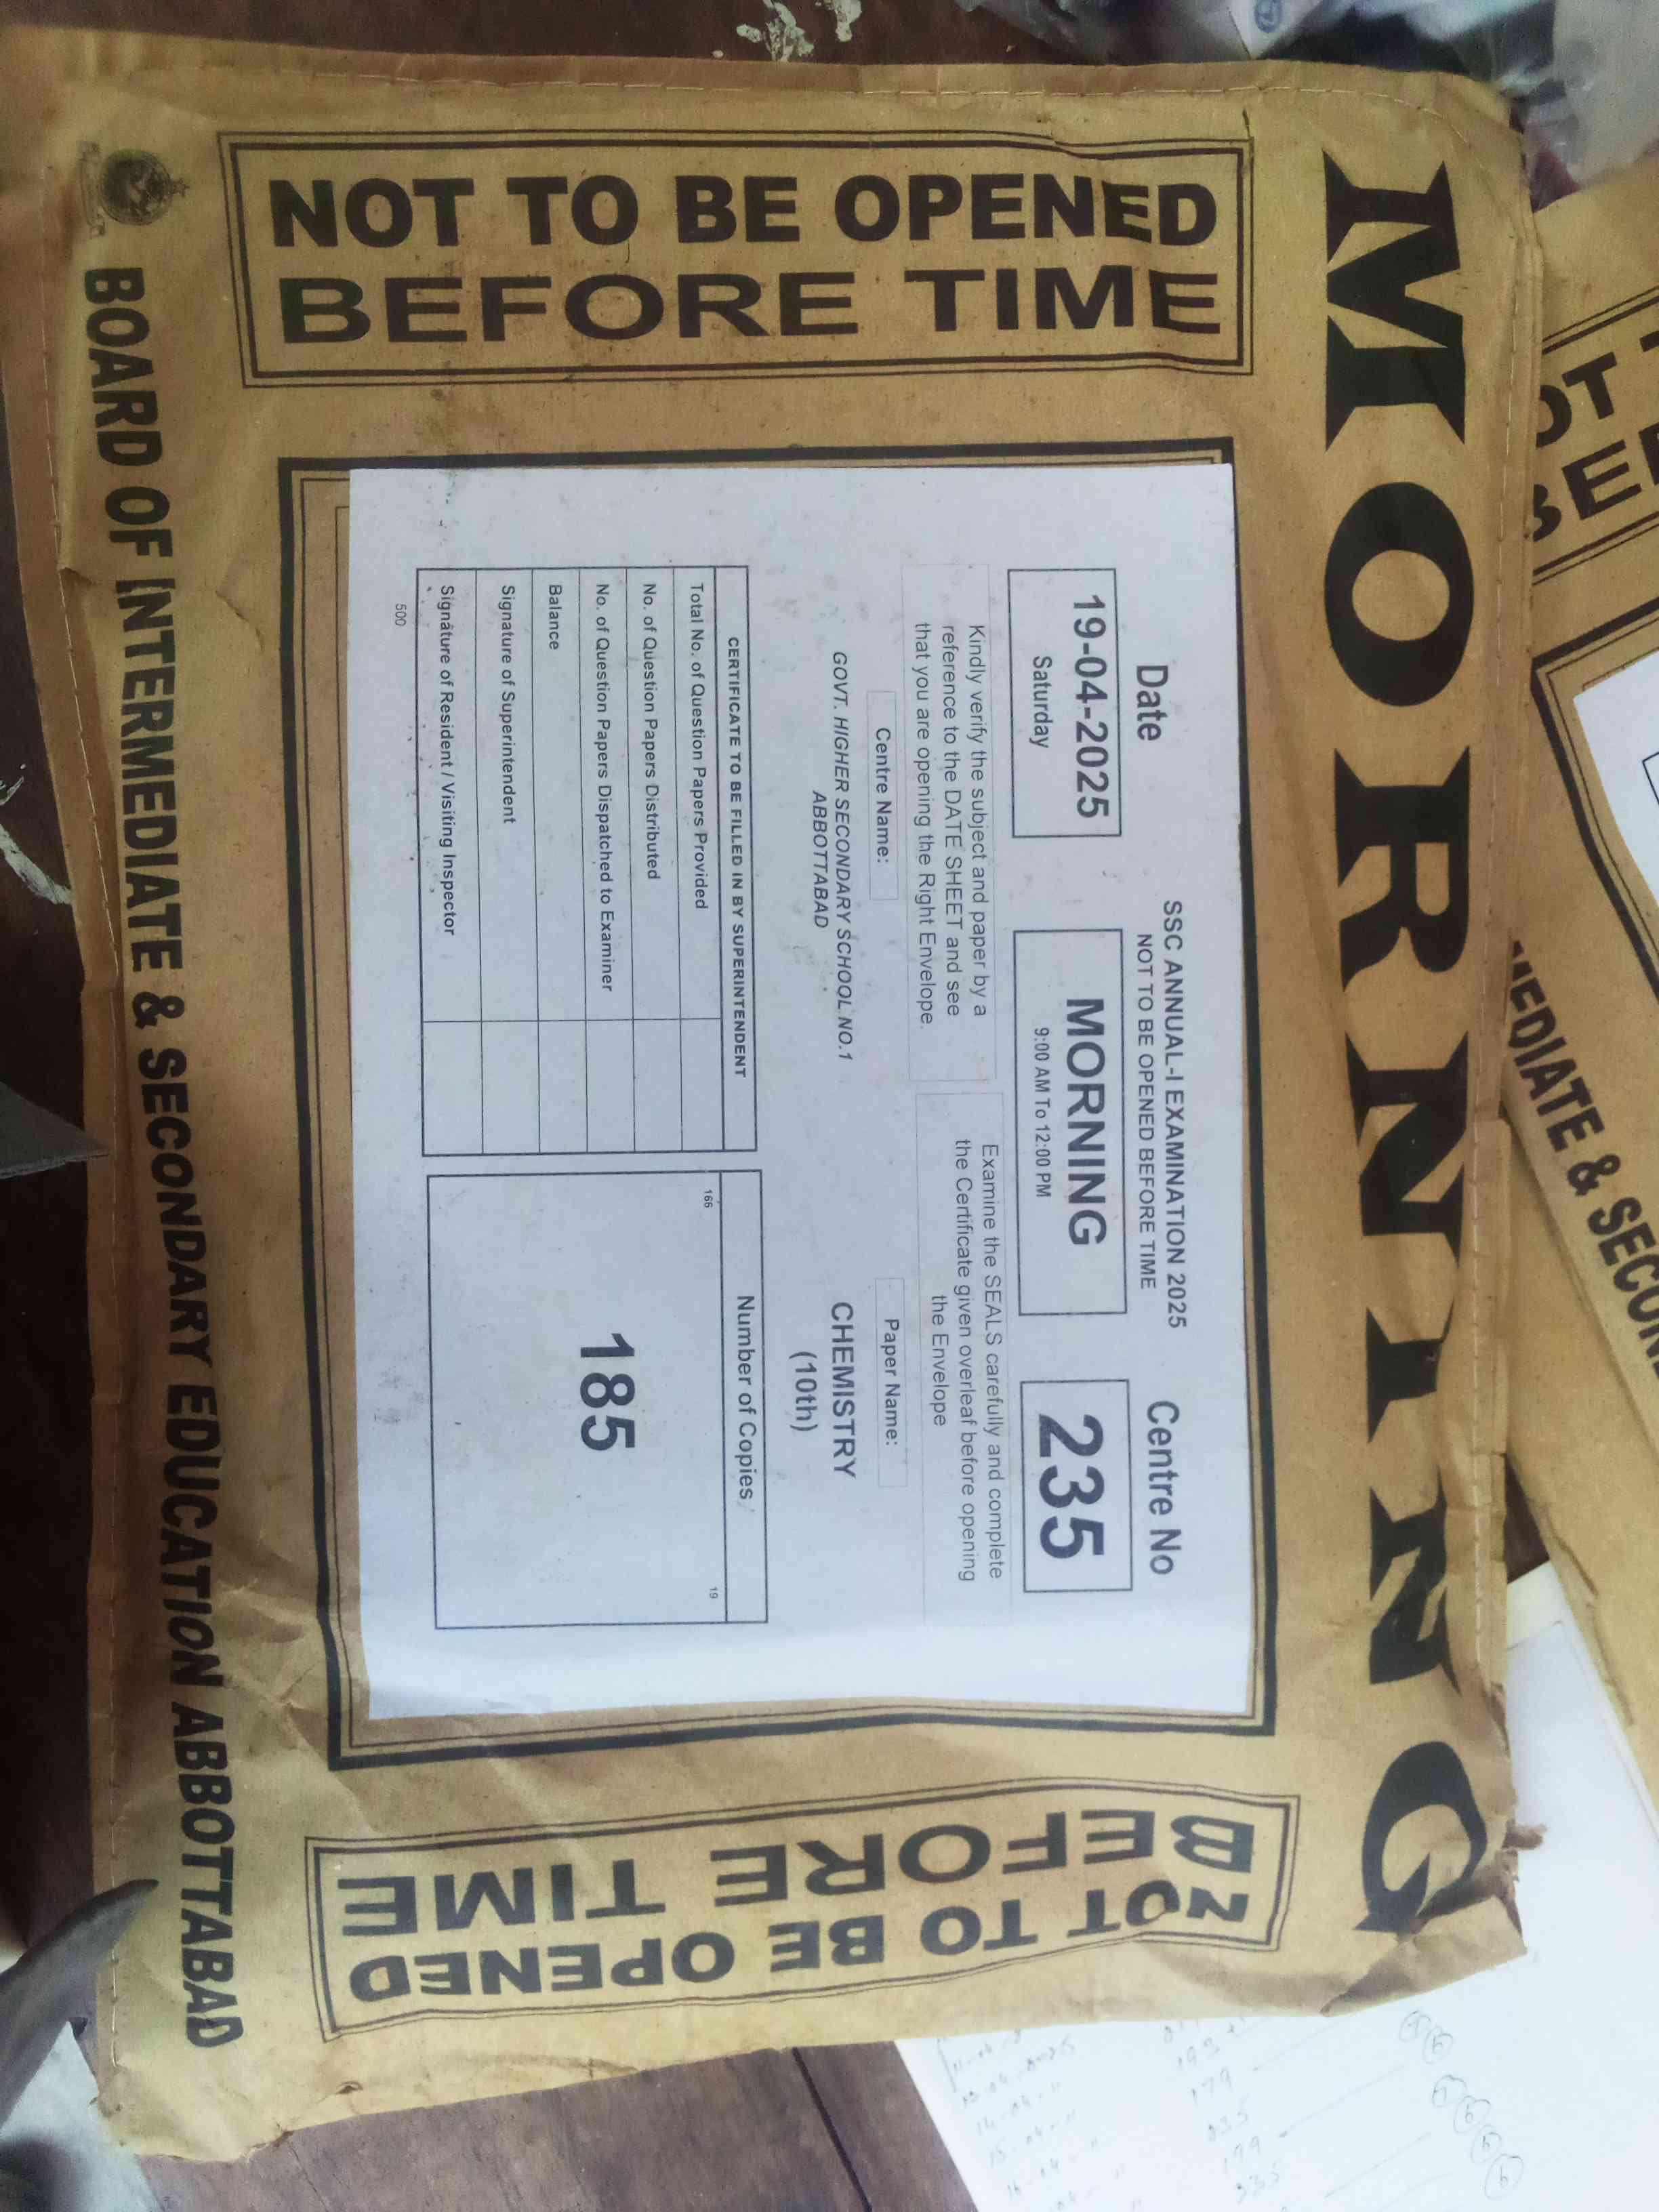 MORNING
NOT TO BE OPENED
BEFORE TIME
SSC ANNUAL-I EXAMINATION 2025
NOT TO BE OPENED BEFORE TIME
Date
19-04-2025
Saturday
MORNING
9:00 AM To 12:00 PM
Centre No
235
Kindly verify the subject and paper by a
reference to the DATE SHEET and see
that you are opening the Right Envelope.
Examine the SEALS carefully and complete
the Certificate given overleaf before opening
the Envelope
Centre Name:
GOVT. HIGHER SECONDARY SCHOOL NO.1
ABBOTTABAD
Paper Name:
CHEMISTRY
(10th)
CERTIFICATE TO BE FILLED IN BY SUPERINTENDENT
Total No. of Question Papers Provided
No. of Question Papers Distributed
No. of Question Papers Dispatched to Examiner
Balance
Signature of Superintendent
Signature of Resident / Visiting Inspector
500
Number of Copies
166
19
185
NOT TO BE OPENED
BEFORE TIME
BOARD OF INTERMEDIATE & SECONDARY EDUCATION ABBOTTABAD
MEDIATE & SECON